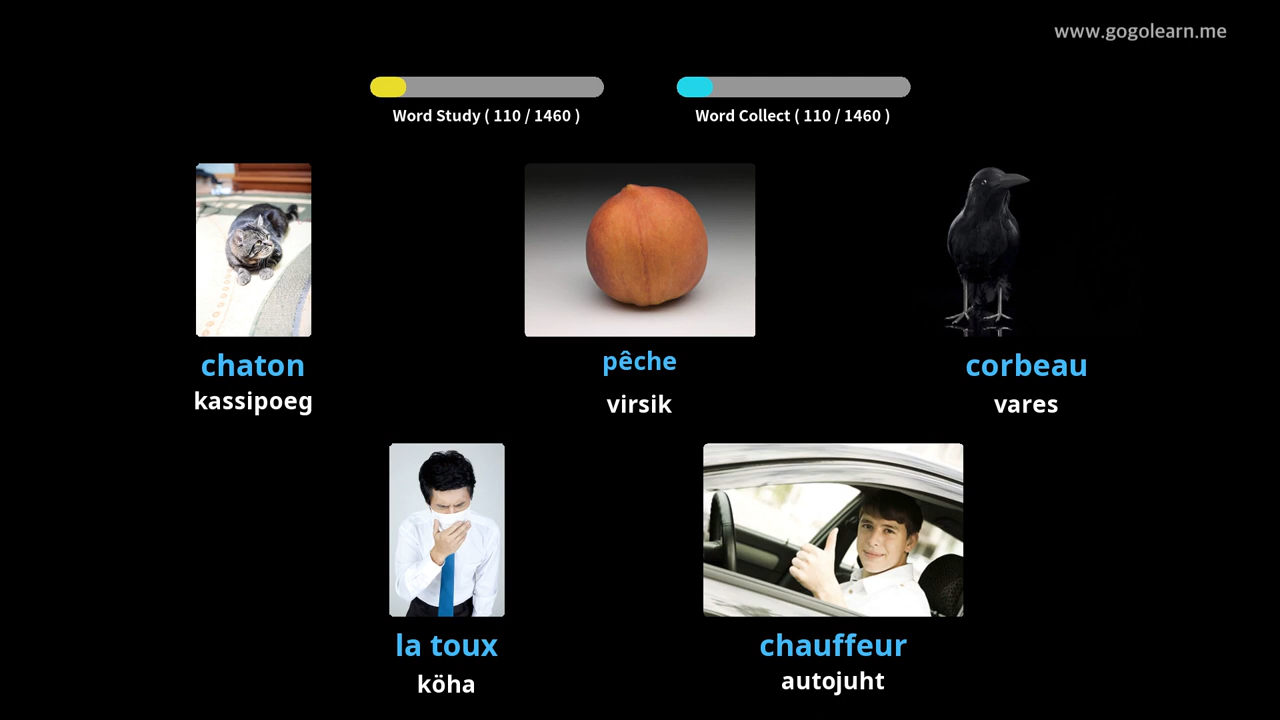 www.gogolearn.me
Word Study ( 110 / 1460 )
Word Collect ( 110 / 1460 )
chaton
kassipoeg
pêche
virsik
corbeau
vares
la toux
köha
chauffeur
autojuht